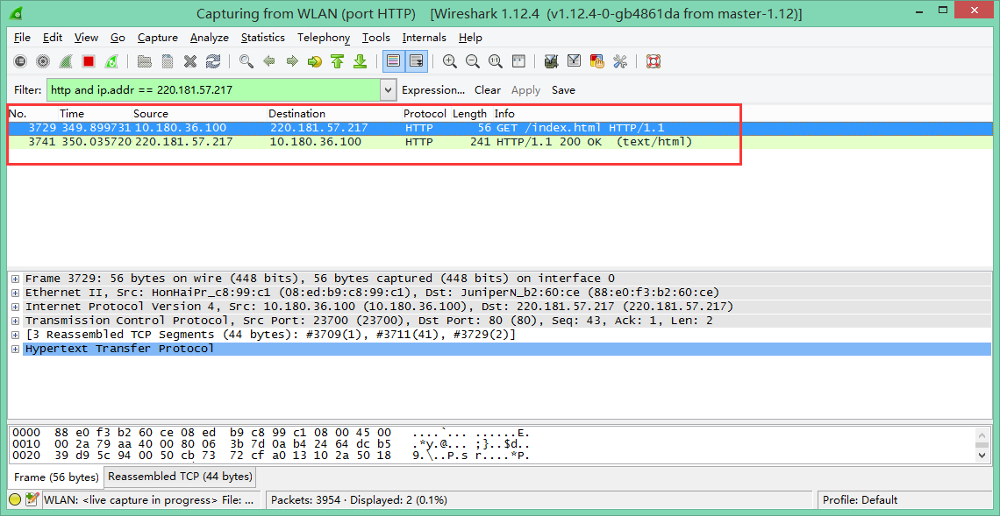 Capturing from WLAN (port HTTP) [Wireshark 1.12.4 (v1.12.4-0-gb4861da from master-1.12)]
File Edit View Go Capture Analyze Statistics Telephony Tools Internals Help
Filter: http and ip.addr == 220.181.57.217 Expression... Clear Apply Save
No. Time Source Destination Protocol Length Info
3729 349.899731 10.180.36.100 220.181.57.217 HTTP 56 GET /index.html HTTP/1.1
3741 350.035720 220.181.57.217 10.180.36.100 HTTP 241 HTTP/1.1 200 OK (text/html)
Frame 3729: 56 bytes on wire (448 bits), 56 bytes captured (448 bits) on interface 0
Ethernet II, Src: HonHaiPr_c8:99:c1 (08:ed:b9:c8:99:c1), Dst: JuniperN_b2:60:ce (88:e0:f3:b2:60:ce)
Internet Protocol Version 4, Src: 10.180.36.100 (10.180.36.100), Dst: 220.181.57.217 (220.181.57.217)
Transmission Control Protocol, Src Port: 23700 (23700), Dst Port: 80 (80), Seq: 43, Ack: 1, Len: 2
[3 Reassembled TCP Segments (44 bytes): #3709(1), #3711(41), #3729(2)]
Hypertext Transfer Protocol
0000 88 e0 f3 b2 60 ce 08 ed b9 c8 99 c1 08 00 45 00 ....`... ......E.
0010 00 2a 79 aa 40 00 80 06 3b 7d 0a b4 24 64 dc b5 .*y.@... ;}..$d..
0020 39 d9 5c 94 00 50 cb 73 72 cf a0 13 10 2a 50 18 9.\..P.s r....*P.
Frame (56 bytes) Reassembled TCP (44 bytes)
WLAN: <live capture in progress> File: ... Packets: 3954 · Displayed: 2 (0.1%) Profile: Default